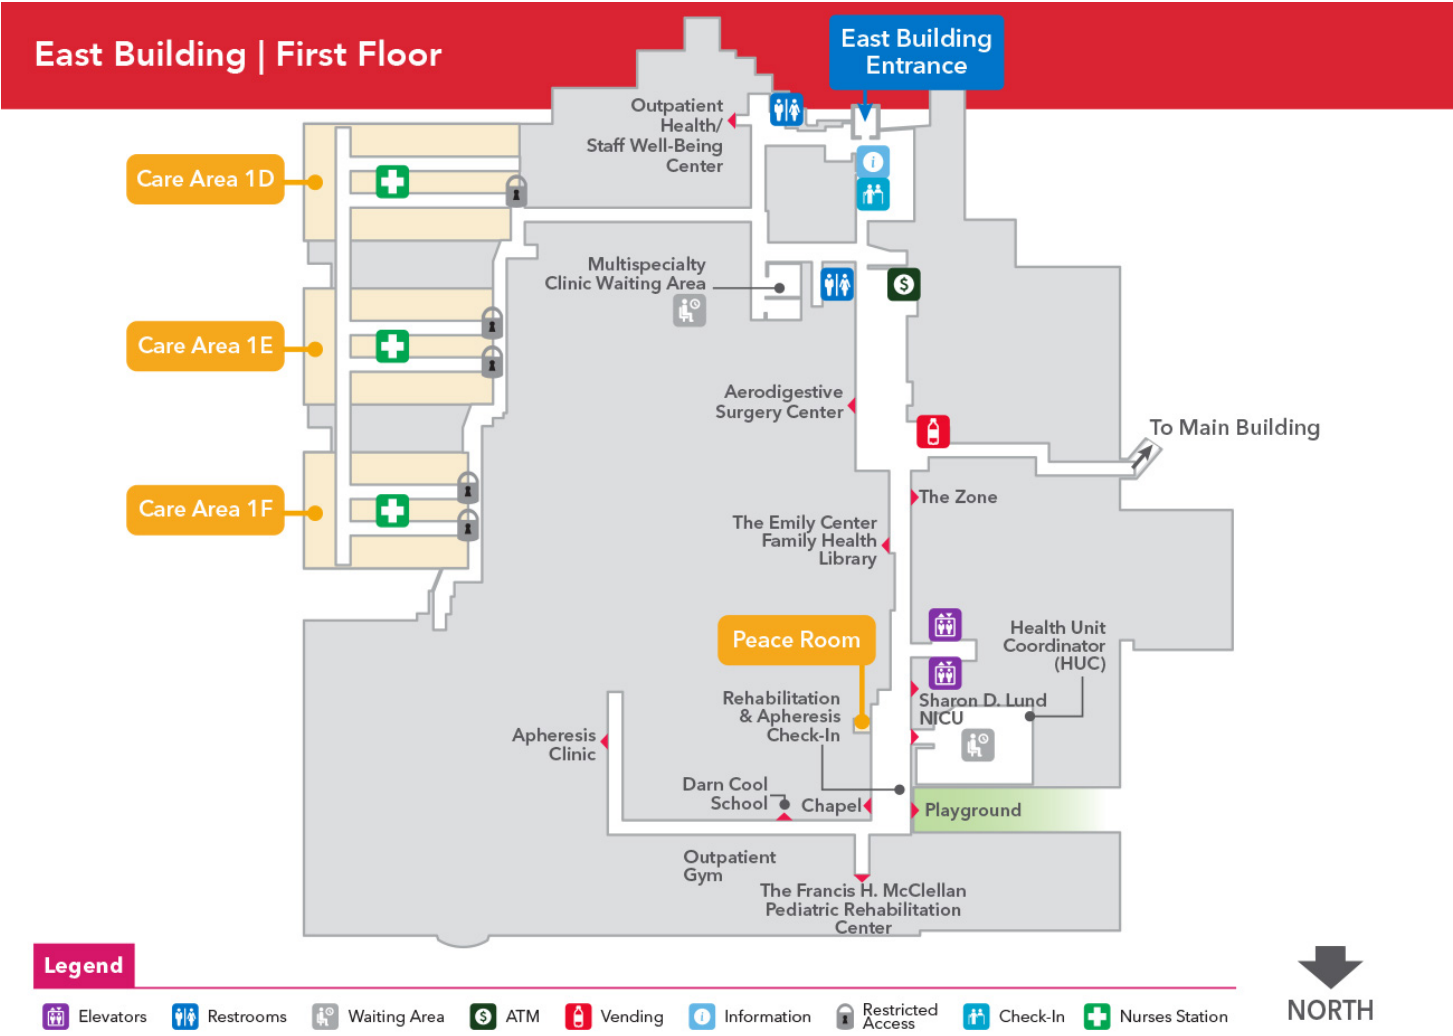 East Building | First Floor
East Building
Entrance
Outpatient
Health/
Staff Well-Being
Center
Care Area 1D
Multispecialty
Clinic Waiting Area
Care Area 1E
Aerodigestive
Surgery Center
To Main Building
Care Area 1F
The Zone
The Emily Center
Family Health
Library
Peace Room
Health Unit
Coordinator
(HUC)
Rehabilitation
& Apheresis
Check-In
Sharon D. Lund
NICU
Apheresis
Clinic
Darn Cool
School
Chapel
Playground
Outpatient
Gym
The Francis H. McClellan
Pediatric Rehabilitation
Center
Legend
Elevators
Restrooms
Waiting Area
$ ATM
Vending
i Information
Restricted
Access
Check-In
Nurses Station
NORTH